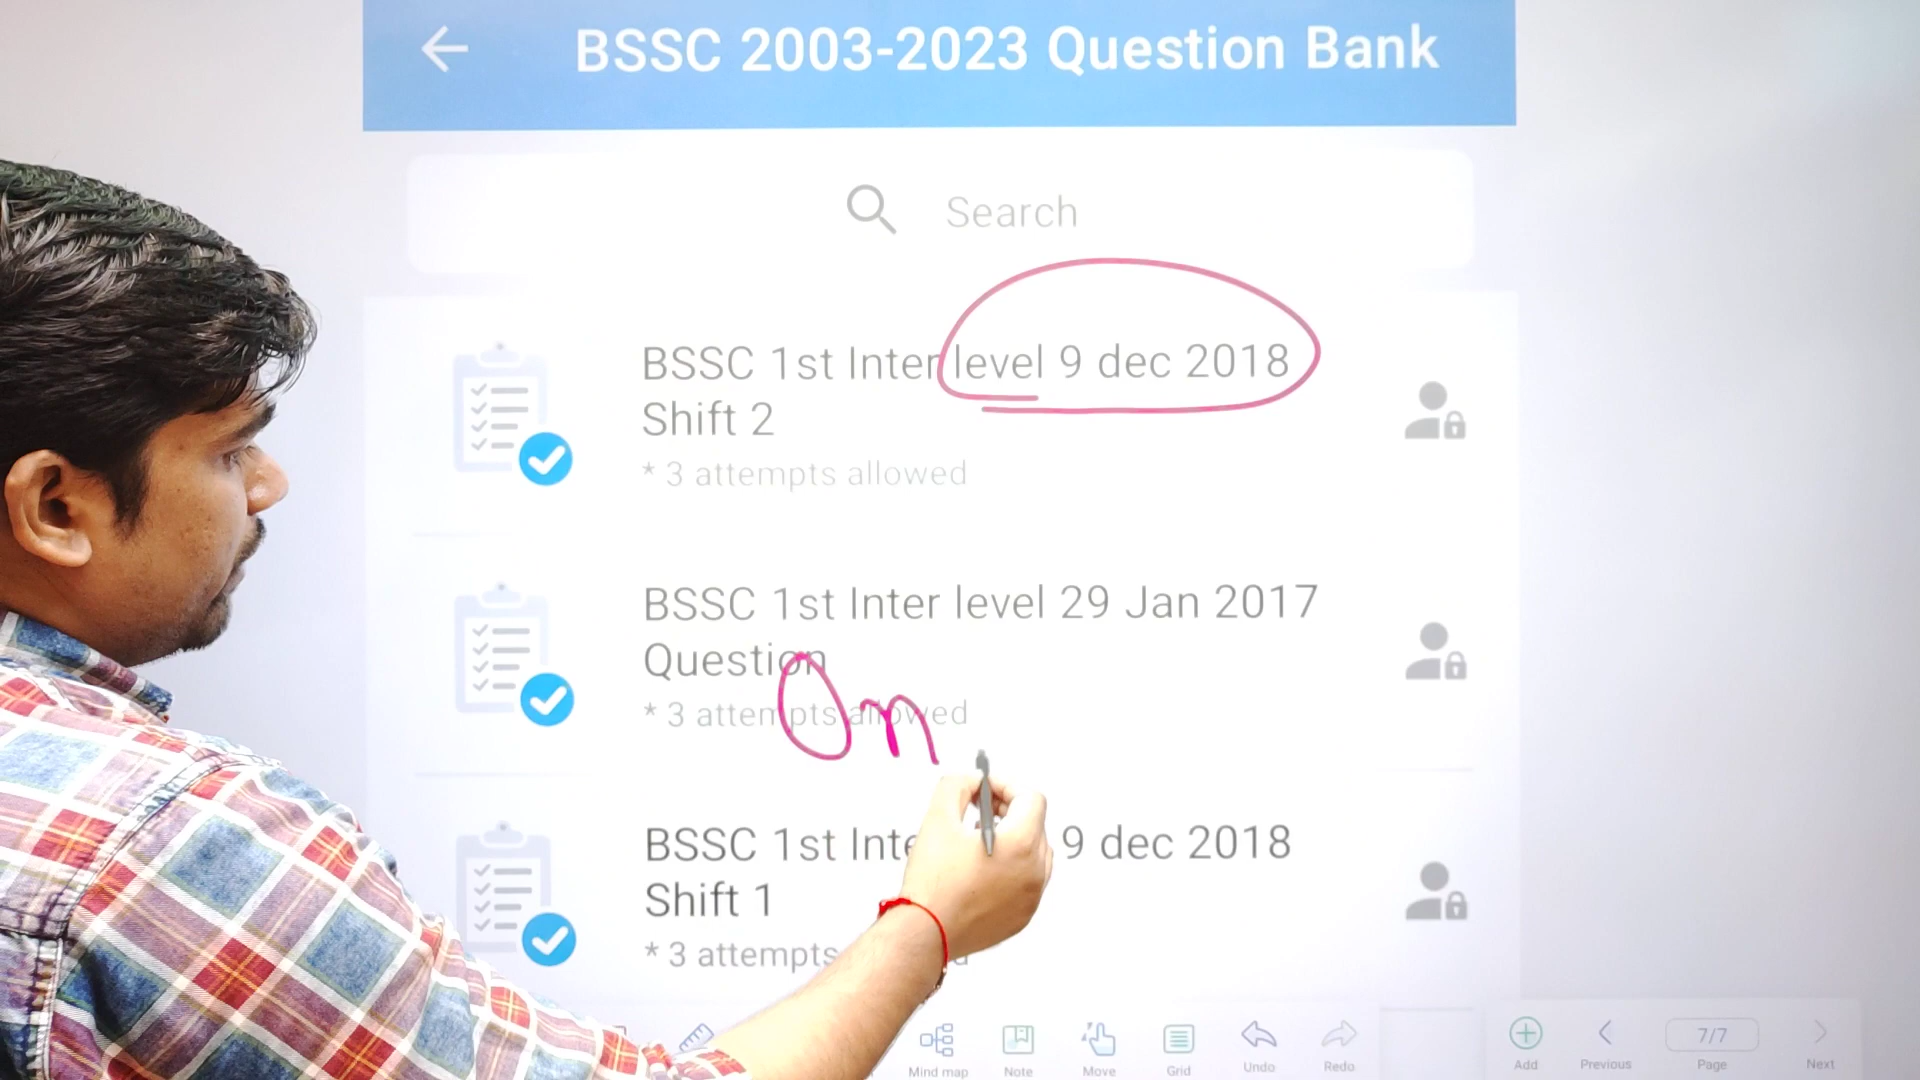 BSSC 2003-2023 Question Bank
Search
BSSC 1st Inter level 9 dec 2018
Shift 2
* 3 attempts allowed
BSSC 1st Inter level 29 Jan 2017
Question
* 3 attempts allowed
On
BSSC 1st Inte 9 dec 2018
Shift 1
* 3 attempts
Mind map
Note
Move
Grid
Undo
Redo
Add
Previous
7/7
Page
Next